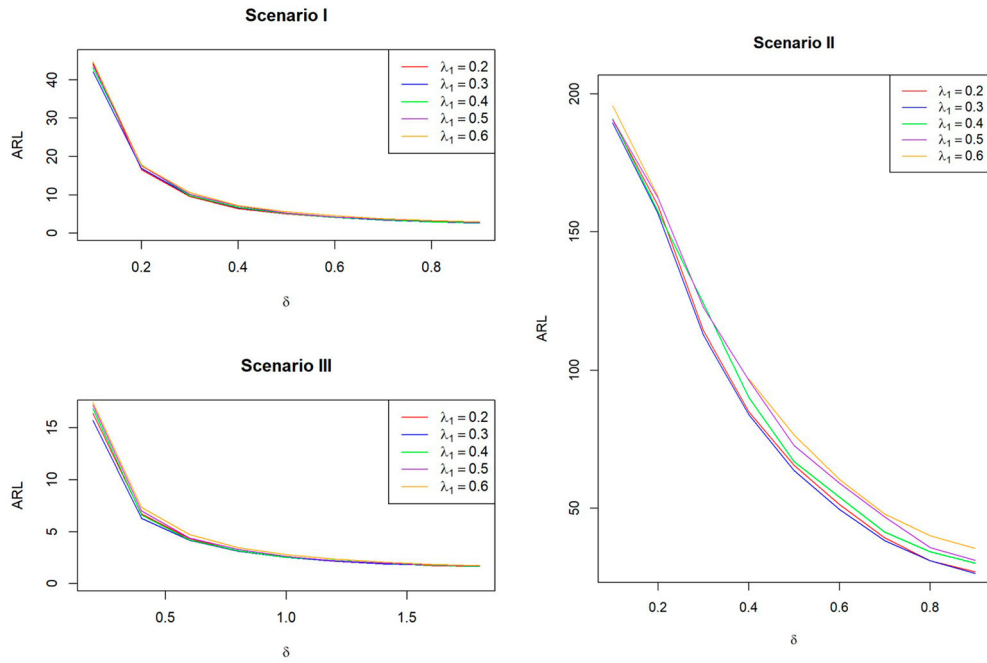 Scenario I
ARL
40
30
20
10
0
λ₁ = 0.2
λ₁ = 0.3
λ₁ = 0.4
λ₁ = 0.5
λ₁ = 0.6
0.2 0.4 0.6 0.8
δ
Scenario III
ARL
15
10
5
0
λ₁ = 0.2
λ₁ = 0.3
λ₁ = 0.4
λ₁ = 0.5
λ₁ = 0.6
0.5 1.0 1.5
δ
Scenario II
ARL
200
150
100
50
λ₁ = 0.2
λ₁ = 0.3
λ₁ = 0.4
λ₁ = 0.5
λ₁ = 0.6
0.2 0.4 0.6 0.8
δ